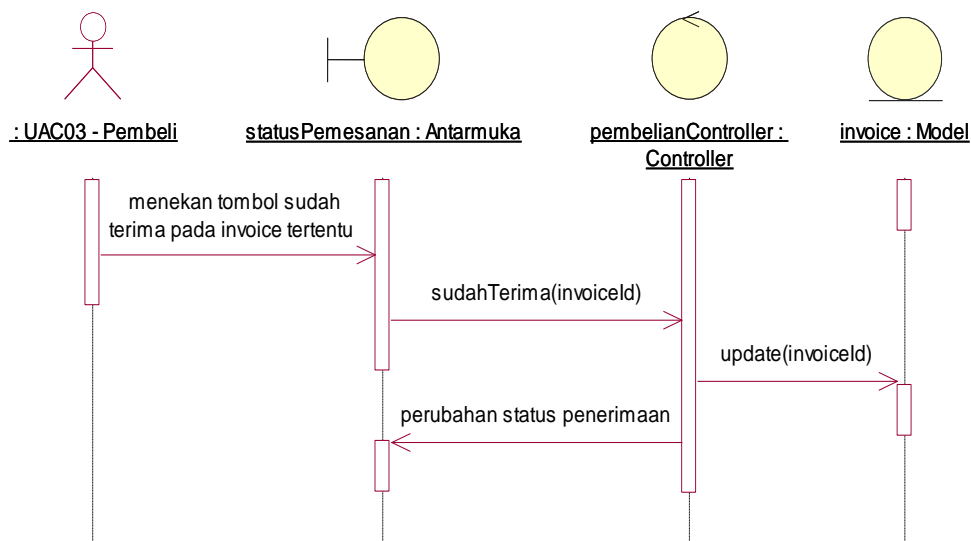 : UAC03 - Pembeli
statusPemesanan : Antarmuka
pembelianController :
Controller
invoice : Model
menekan tombol sudah
terima pada invoice tertentu
sudahTerima(invoiceId)
update(invoiceId)
perubahan status penerimaan